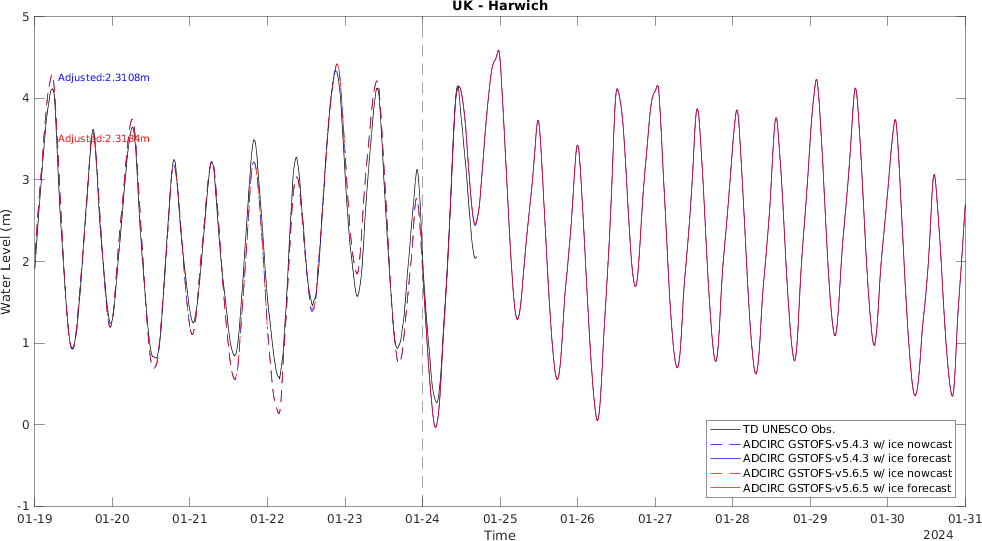 UK - Harwich
5
4
3
2
1
0
-1
Water Level (m)
Adjusted:2.3108m
TD UNESCO Obs.
ADCIRC GSTOFS-v5.4.3 w/ ice nowcast
ADCIRC GSTOFS-v5.4.3 w/ ice forecast
ADCIRC GSTOFS-v5.6.5 w/ ice nowcast
ADCIRC GSTOFS-v5.6.5 w/ ice forecast
01-19 01-20 01-21 01-22 01-23 01-24 01-25 01-26 01-27 01-28 01-29 01-30 01-31
Time
2024